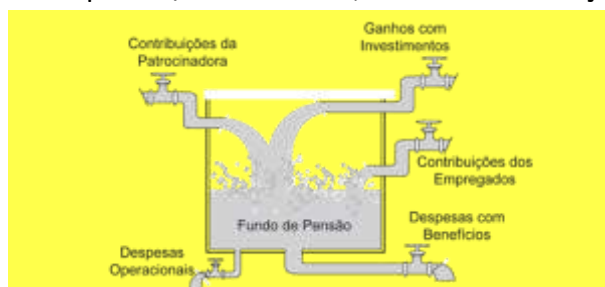 Ganhos com
Investimentos
Contribuições da
Patrocinadora
Contribuições dos
Empregados
Fundo de Pensão
Despesas com
Benefícios
Despesas
Operacionais